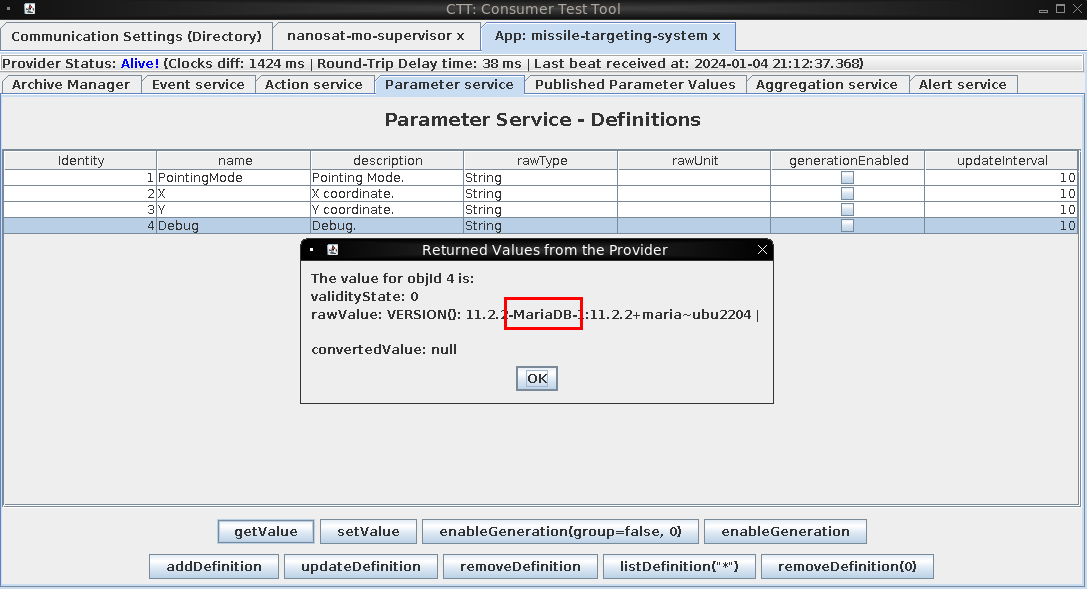 CTT: Consumer Test Tool
Communication Settings (Directory) nanosat-mo-supervisor x App: missile-targeting-system x
Provider Status: Alive! (Clocks diff: 1424 ms | Round-Trip Delay time: 38 ms | Last beat received at: 2024-01-04 21:12:37.368)
Archive Manager Event service Action service Parameter service Published Parameter Values Aggregation service Alert service
Parameter Service - Definitions
Identity name description rawType rawUnit generationEnabled updateInterval
1 PointingMode Pointing Mode. String 10
2 X X coordinate. String 10
3 Y Y coordinate. String 10
4 Debug Debug. String 10
Returned Values from the Provider
The value for objId 4 is:
validityState: 0
rawValue: VERSION(): 11.2.2-MariaDB-1:11.2.2+maria~ubu2204 |
convertedValue: null
OK
getValue setValue enableGeneration(group=false, 0) enableGeneration
addDefinition updateDefinition removeDefinition listDefinition("*") removeDefinition(0)